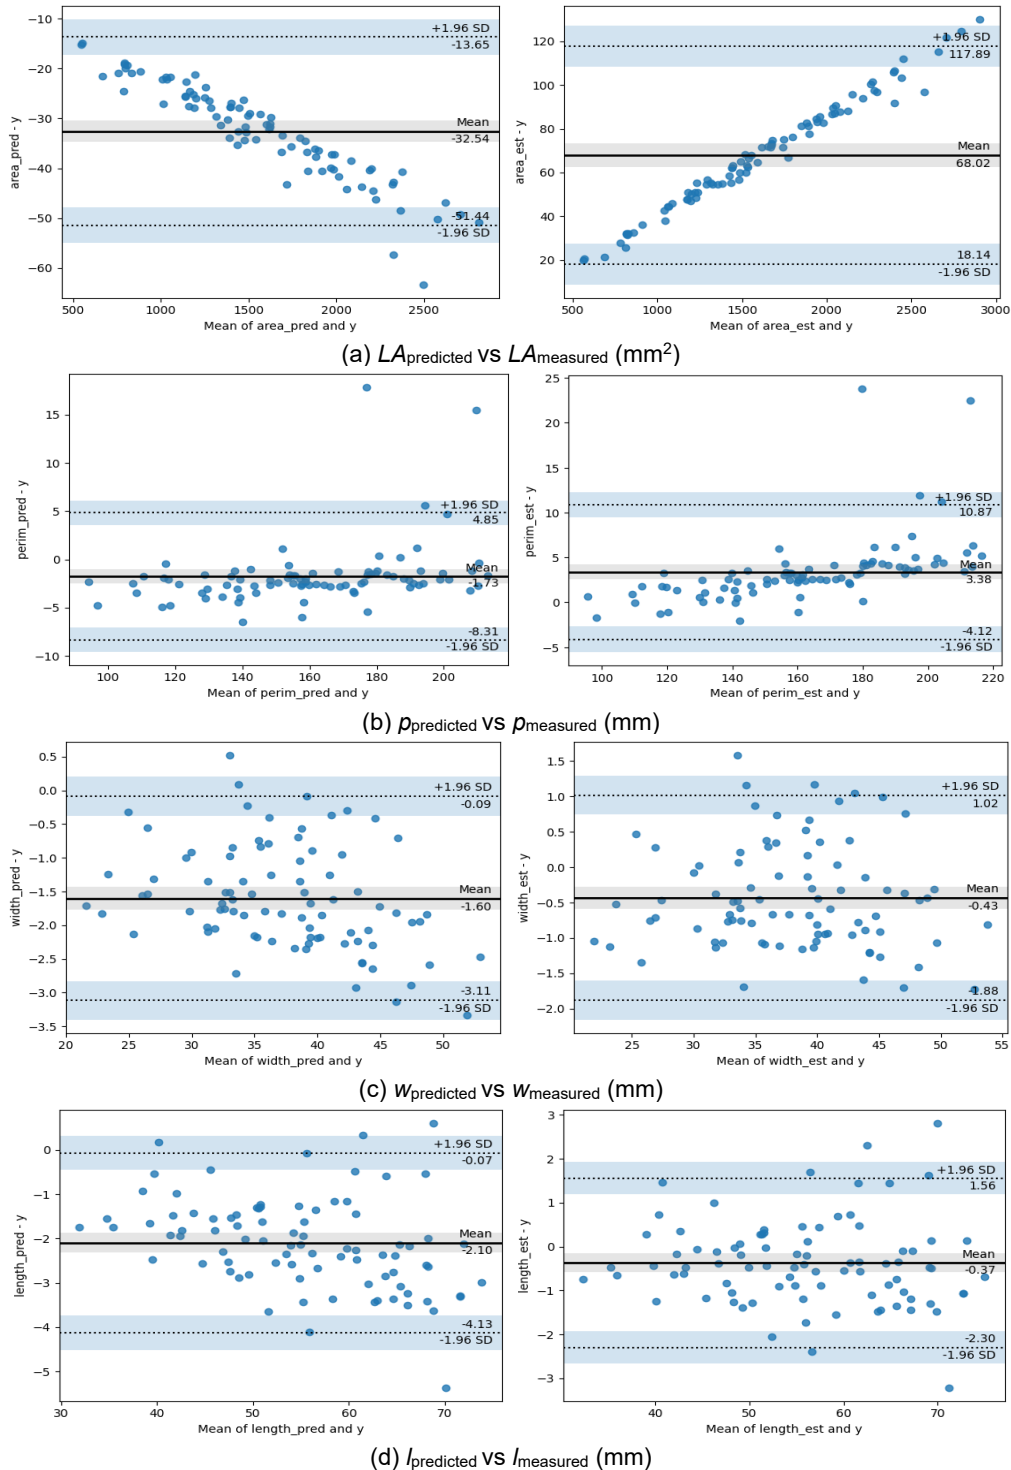 +1.96 SD
-13.65
Mean
-32.54
-51.44
-1.96 SD
−10
−20
−30
−40
−50
−60
area_pred - y
500 1000 1500 2000 2500
Mean of area_pred and y
+1.96 SD
117.89
Mean
68.02
18.14
-1.96 SD
120
100
80
60
40
20
area_est - y
500 1000 1500 2000 2500 3000
Mean of area_est and y
(a) LApredicted vs LAmeasured (mm²)
+1.96 SD
4.85
Mean
-1.73
-8.31
-1.96 SD
15
10
5
0
−5
−10
perim_pred - y
100 120 140 160 180 200
Mean of perim_pred and y
+1.96 SD
10.87
Mean
3.38
-4.12
-1.96 SD
25
20
15
10
5
0
−5
perim_est - y
100 120 140 160 180 200 220
Mean of perim_est and y
(b) ppredicted vs pmeasured (mm)
+1.96 SD
-0.09
Mean
-1.60
-3.11
-1.96 SD
0.5
0.0
−0.5
−1.0
−1.5
−2.0
−2.5
−3.0
−3.5
width_pred - y
20 25 30 35 40 45 50
Mean of width_pred and y
+1.96 SD
1.02
Mean
-0.43
-1.88
-1.96 SD
1.5
1.0
0.5
0.0
−0.5
−1.0
−1.5
−2.0
width_est - y
25 30 35 40 45 50 55
Mean of width_est and y
(c) wpredicted vs wmeasured (mm)
+1.96 SD
-0.07
Mean
-2.10
-4.13
-1.96 SD
0
−1
−2
−3
−4
−5
length_pred - y
30 40 50 60 70
Mean of length_pred and y
+1.96 SD
1.56
Mean
-0.37
-2.30
-1.96 SD
3
2
1
0
−1
−2
−3
length_est - y
40 50 60 70
Mean of length_est and y
(d) lpredicted vs lmeasured (mm)